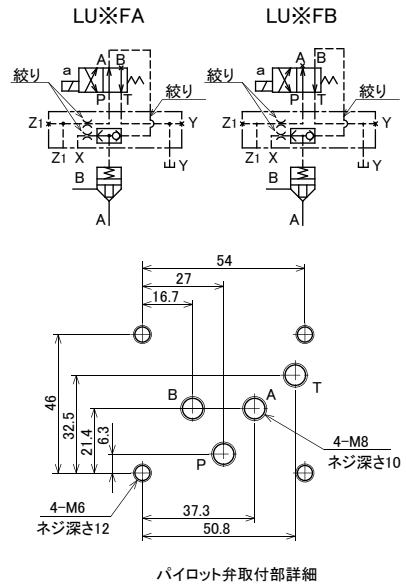 LU※FA LU※FB
A B A B
a a
絞り 絞り 絞り 絞り
P T P T
Z1 Y Z1 Y
Z1 X Y Z1 X Y
B B
A A
54
27
16.7
46
32.5
21.4
6.3
T
B A
P
4-M8
ネジ深さ10
4-M6
ネジ深さ12
37.3
50.8
パイロット弁取付部詳細